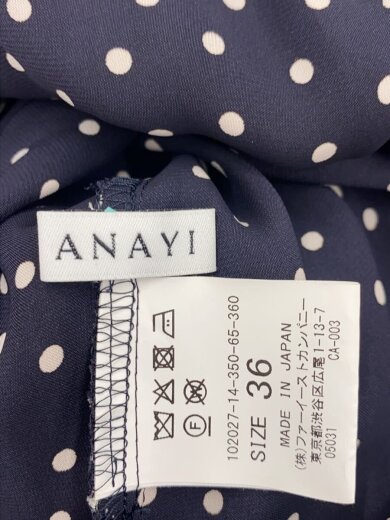 ANAYI
102027-14-350-65-360
SIZE 36
MADE IN JAPAN
(株)ファーイーストカンパニー
東京都渋谷区広尾1-13-7
05031 CA-003